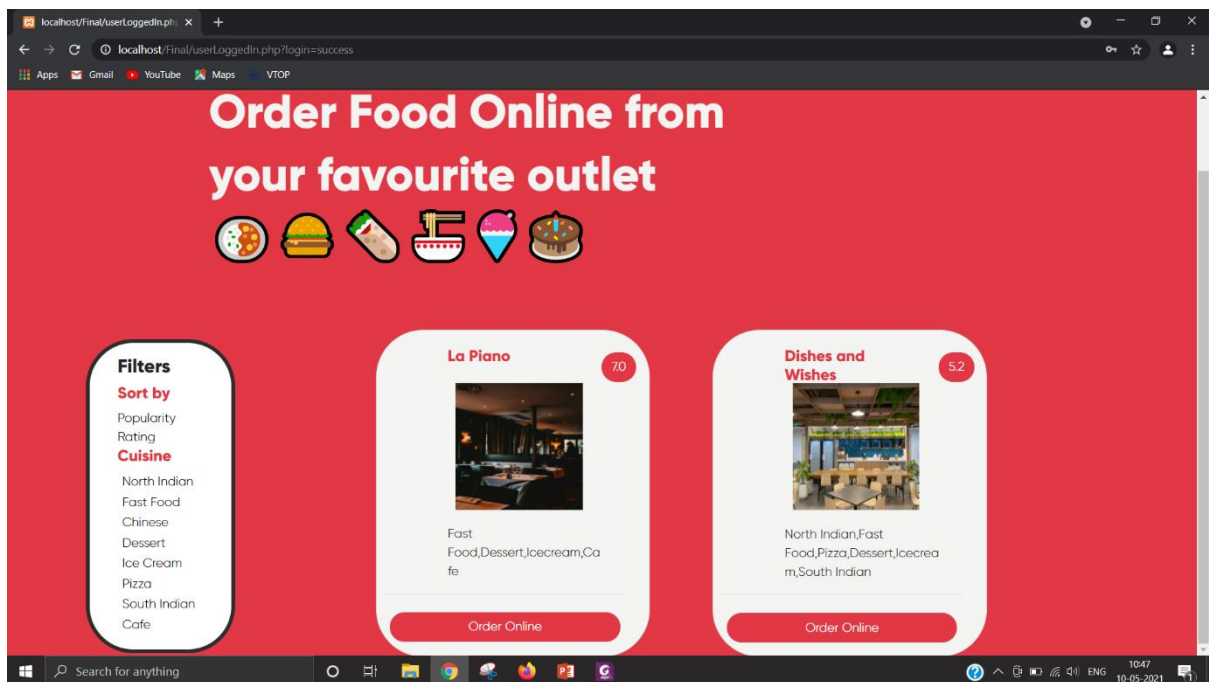 localhost/Final/userLoggedIn.ph
localhost/Final/userLoggedIn.php?login=success
Apps Gmail YouTube Maps VTOP
Order Food Online from
your favourite outlet
Filters
Sort by
Popularity
Rating
Cuisine
North Indian
Fast Food
Chinese
Dessert
Ice Cream
Pizza
South Indian
Cafe
La Piano
7.0
Fast
Food,Dessert,Icecream,Ca
fe
Order Online
Dishes and
Wishes
5.2
North Indian,Fast
Food,Pizza,Dessert,Icecrea
m,South Indian
Order Online
Search for anything
ENG
10:47
10-05-2021